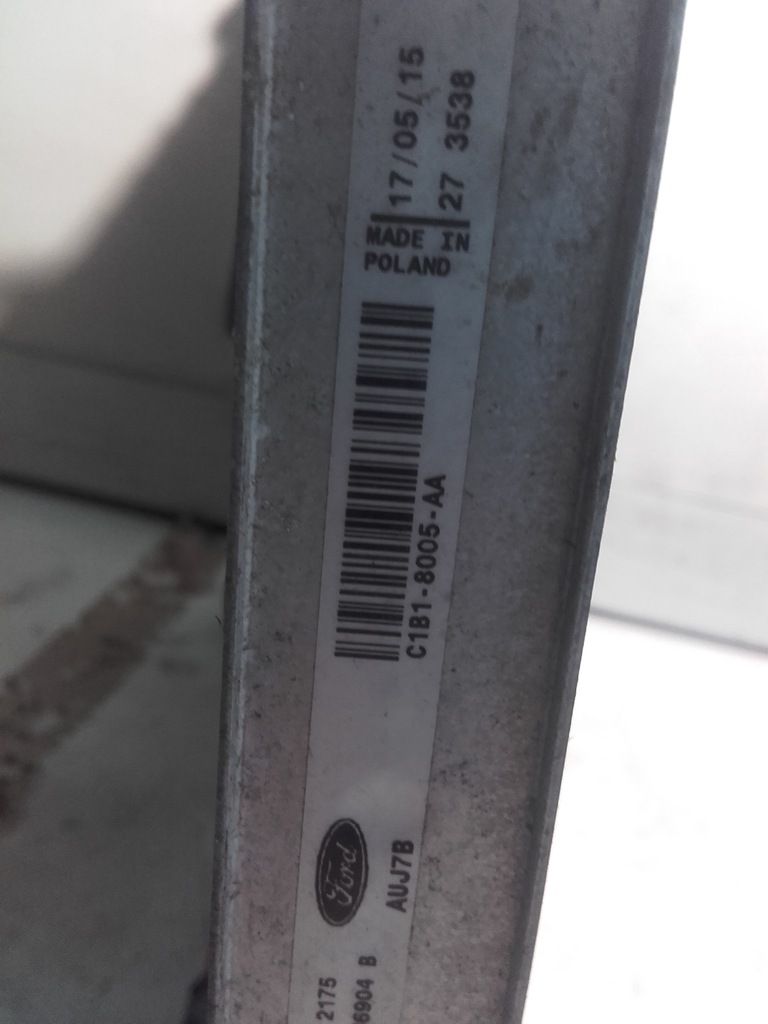 2175
6904 B
Ford
AUJ7B
C1B1-8005-AA
MADE IN
POLAND
17/05/15
27 3538